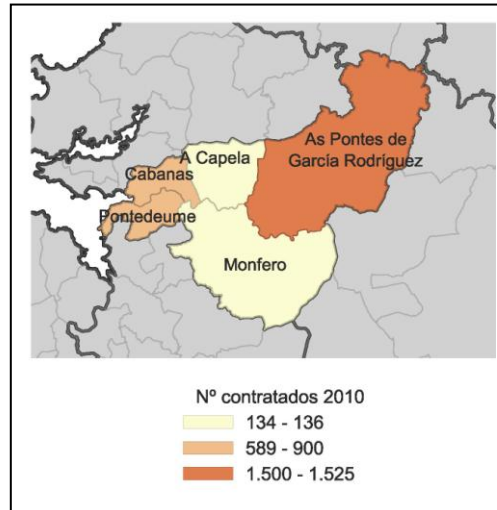 As Pontes de
García Rodríguez
A Capela
Cabanas
Pontedeume
Monfero
Nº contratados 2010
134 - 136
589 - 900
1.500 - 1.525